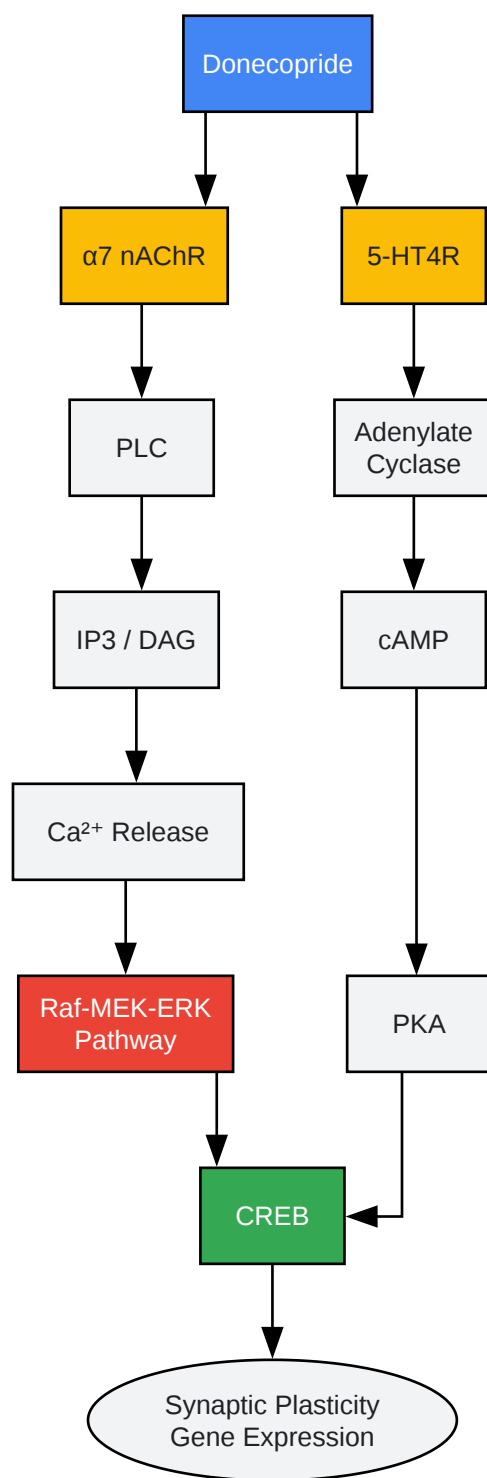 Donecopride
α7 nAChR
5-HT4R
PLC
Adenylate
Cyclase
IP3 / DAG
cAMP
Ca²⁺ Release
Raf-MEK-ERK
Pathway
PKA
CREB
Synaptic Plasticity
Gene Expression